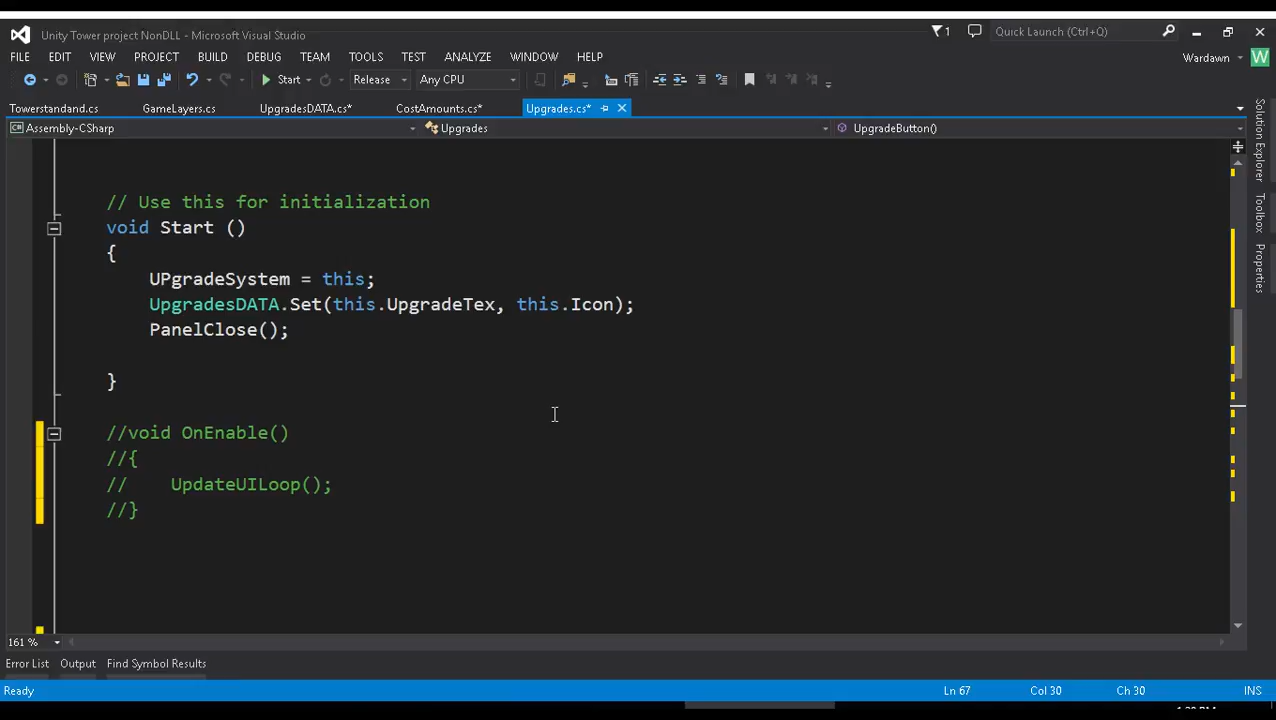 Unity Tower project NonDLL - Microsoft Visual Studio
1
Quick Launch (Ctrl+Q)
FILE EDIT VIEW PROJECT BUILD DEBUG TEAM TOOLS TEST ANALYZE WINDOW HELP
Wardawn W
Start Release Any CPU
Towerstandand.cs GameLayers.cs UpgradesDATA.cs* CostAmounts.cs* Upgrades.cs*
Assembly-CSharp Upgrades UpgradeButton()
Solution Explorer
Toolbox
Properties
// Use this for initialization
void Start ()
{
UPgradeSystem = this;
UpgradesDATA.Set(this.UpgradeTex, this.Icon);
PanelClose();
}
//void OnEnable()
//{
// UpdateUILoop();
//}
161 %
Error List Output Find Symbol Results
Ready Ln 67 Col 30 Ch 30 INS